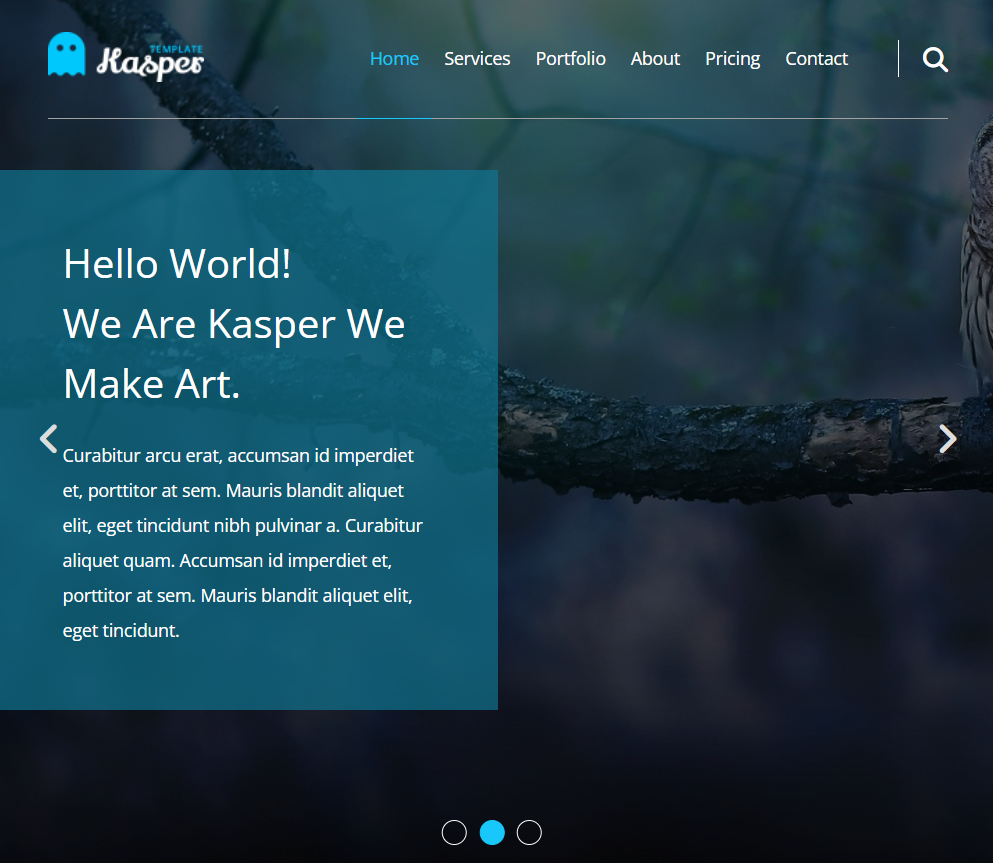 TEMPLATE
Kasper
Home Services Portfolio About Pricing Contact
Hello World!
We Are Kasper We
Make Art.
Curabitur arcu erat, accumsan id imperdiet
et, porttitor at sem. Mauris blandit aliquet
elit, eget tincidunt nibh pulvinar a. Curabitur
aliquet quam. Accumsan id imperdiet et,
porttitor at sem. Mauris blandit aliquet elit,
eget tincidunt.